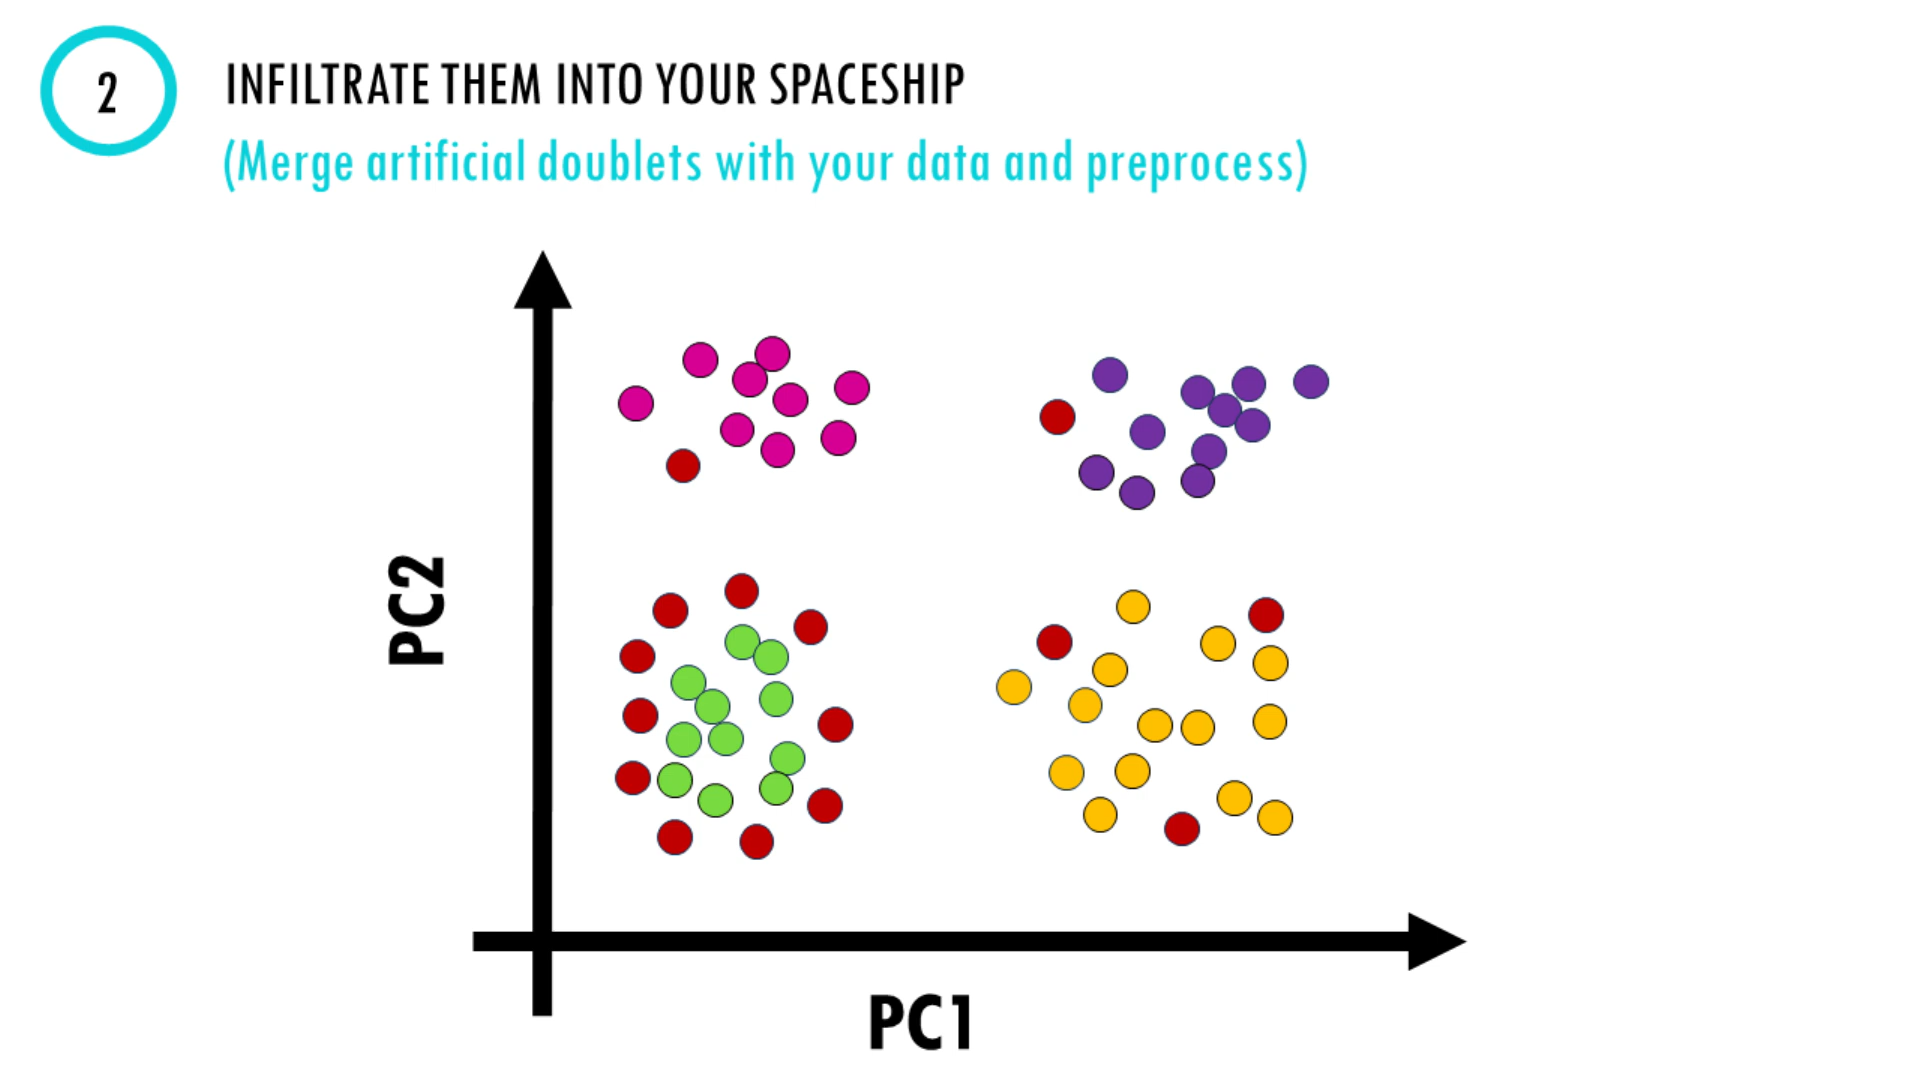 2
INFILTRATE THEM INTO YOUR SPACESHIP
(Merge artificial doublets with your data and preprocess)
PC2
PC1